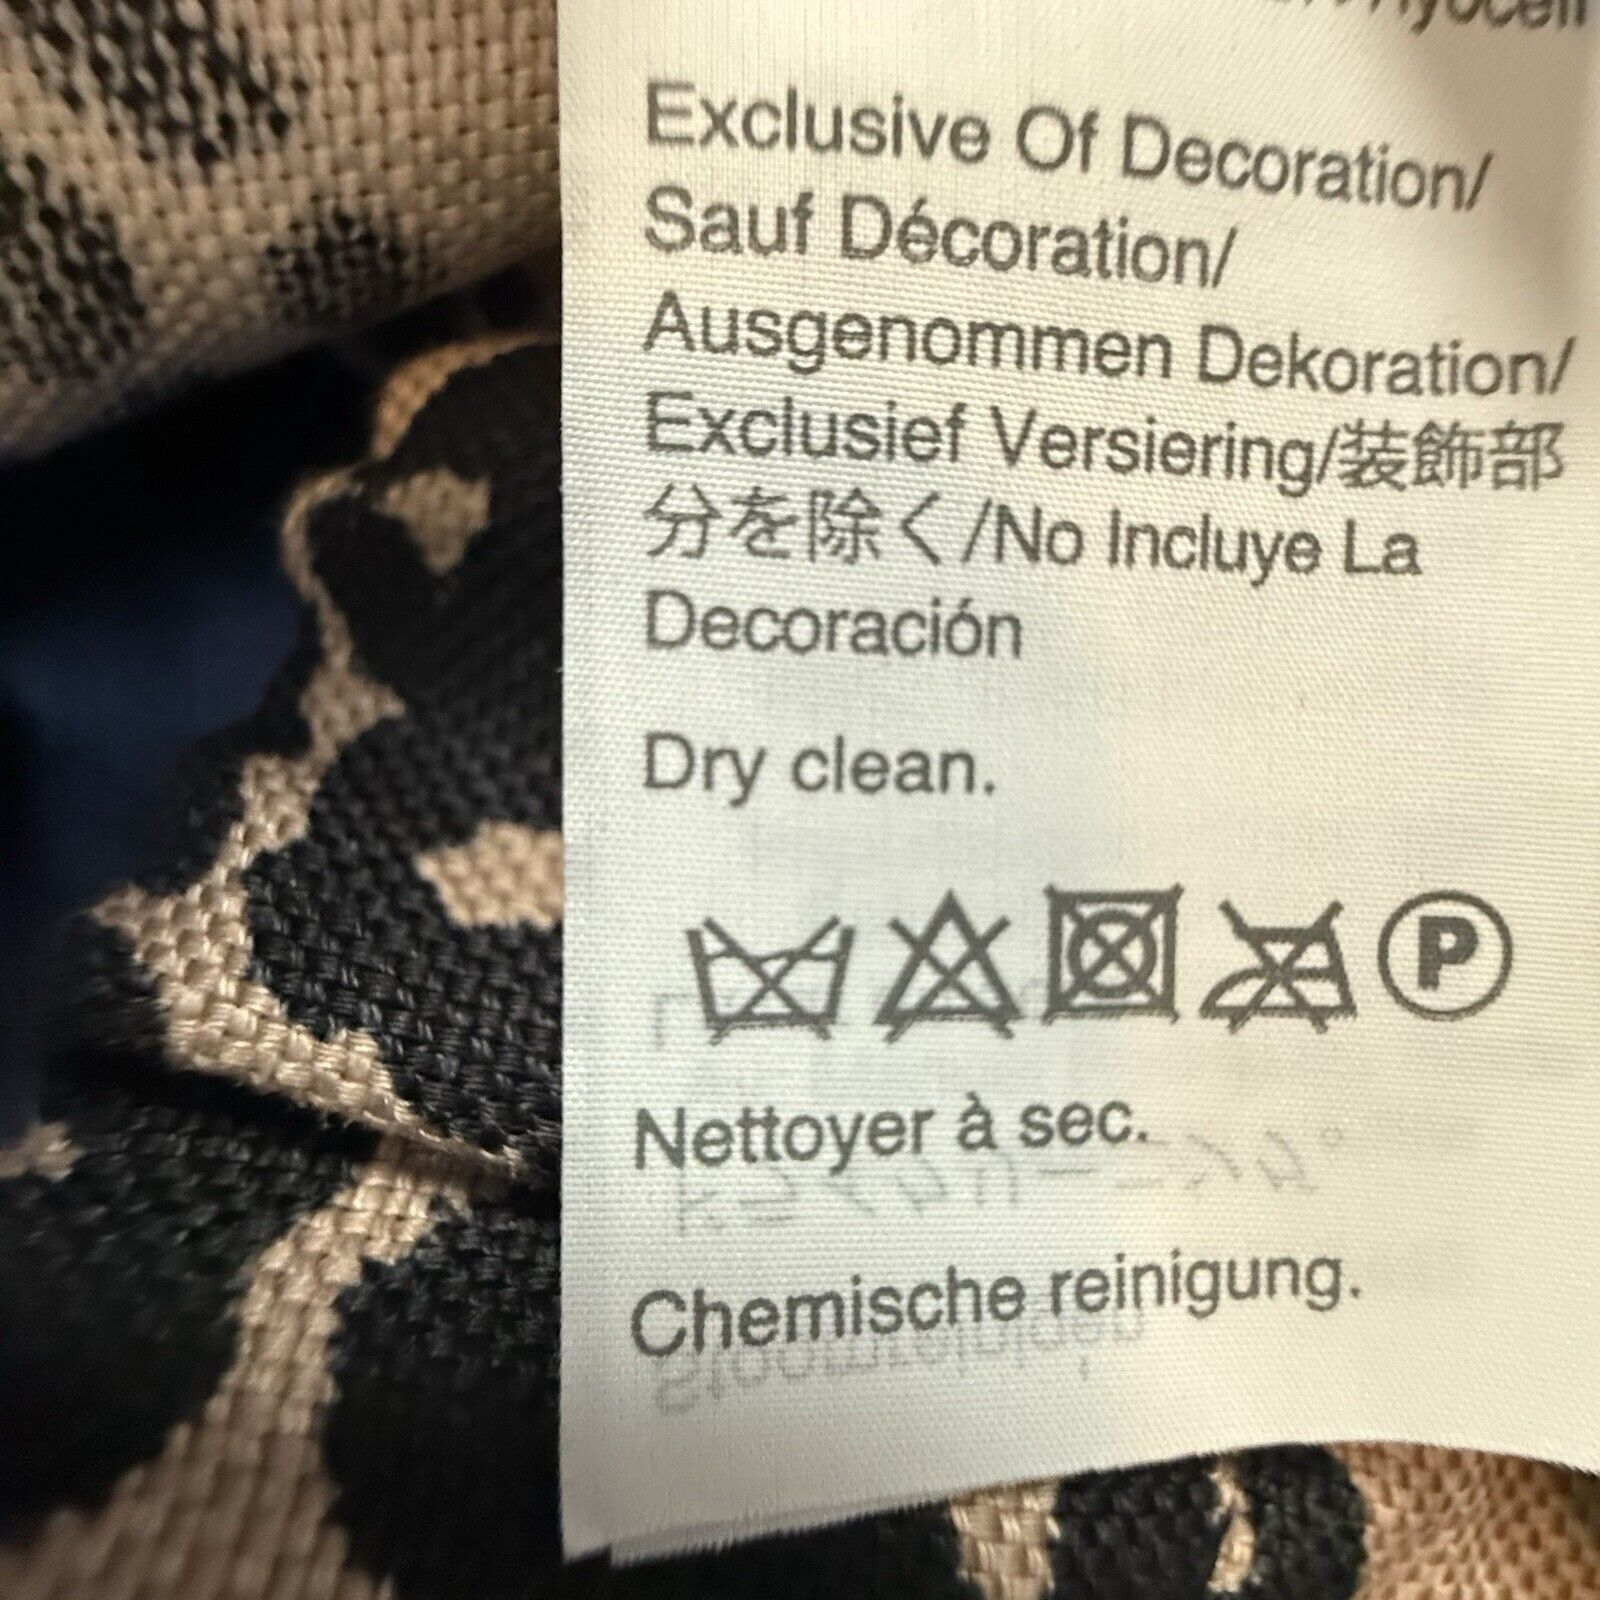 Exclusive Of Decoration/
Sauf Décoration/
Ausgenommen Dekoration/
Exclusief Versiering/装飾部
分を除く/No Incluye La
Decoración
Dry clean.
P
Nettoyer à sec.
Chemische reinigung.